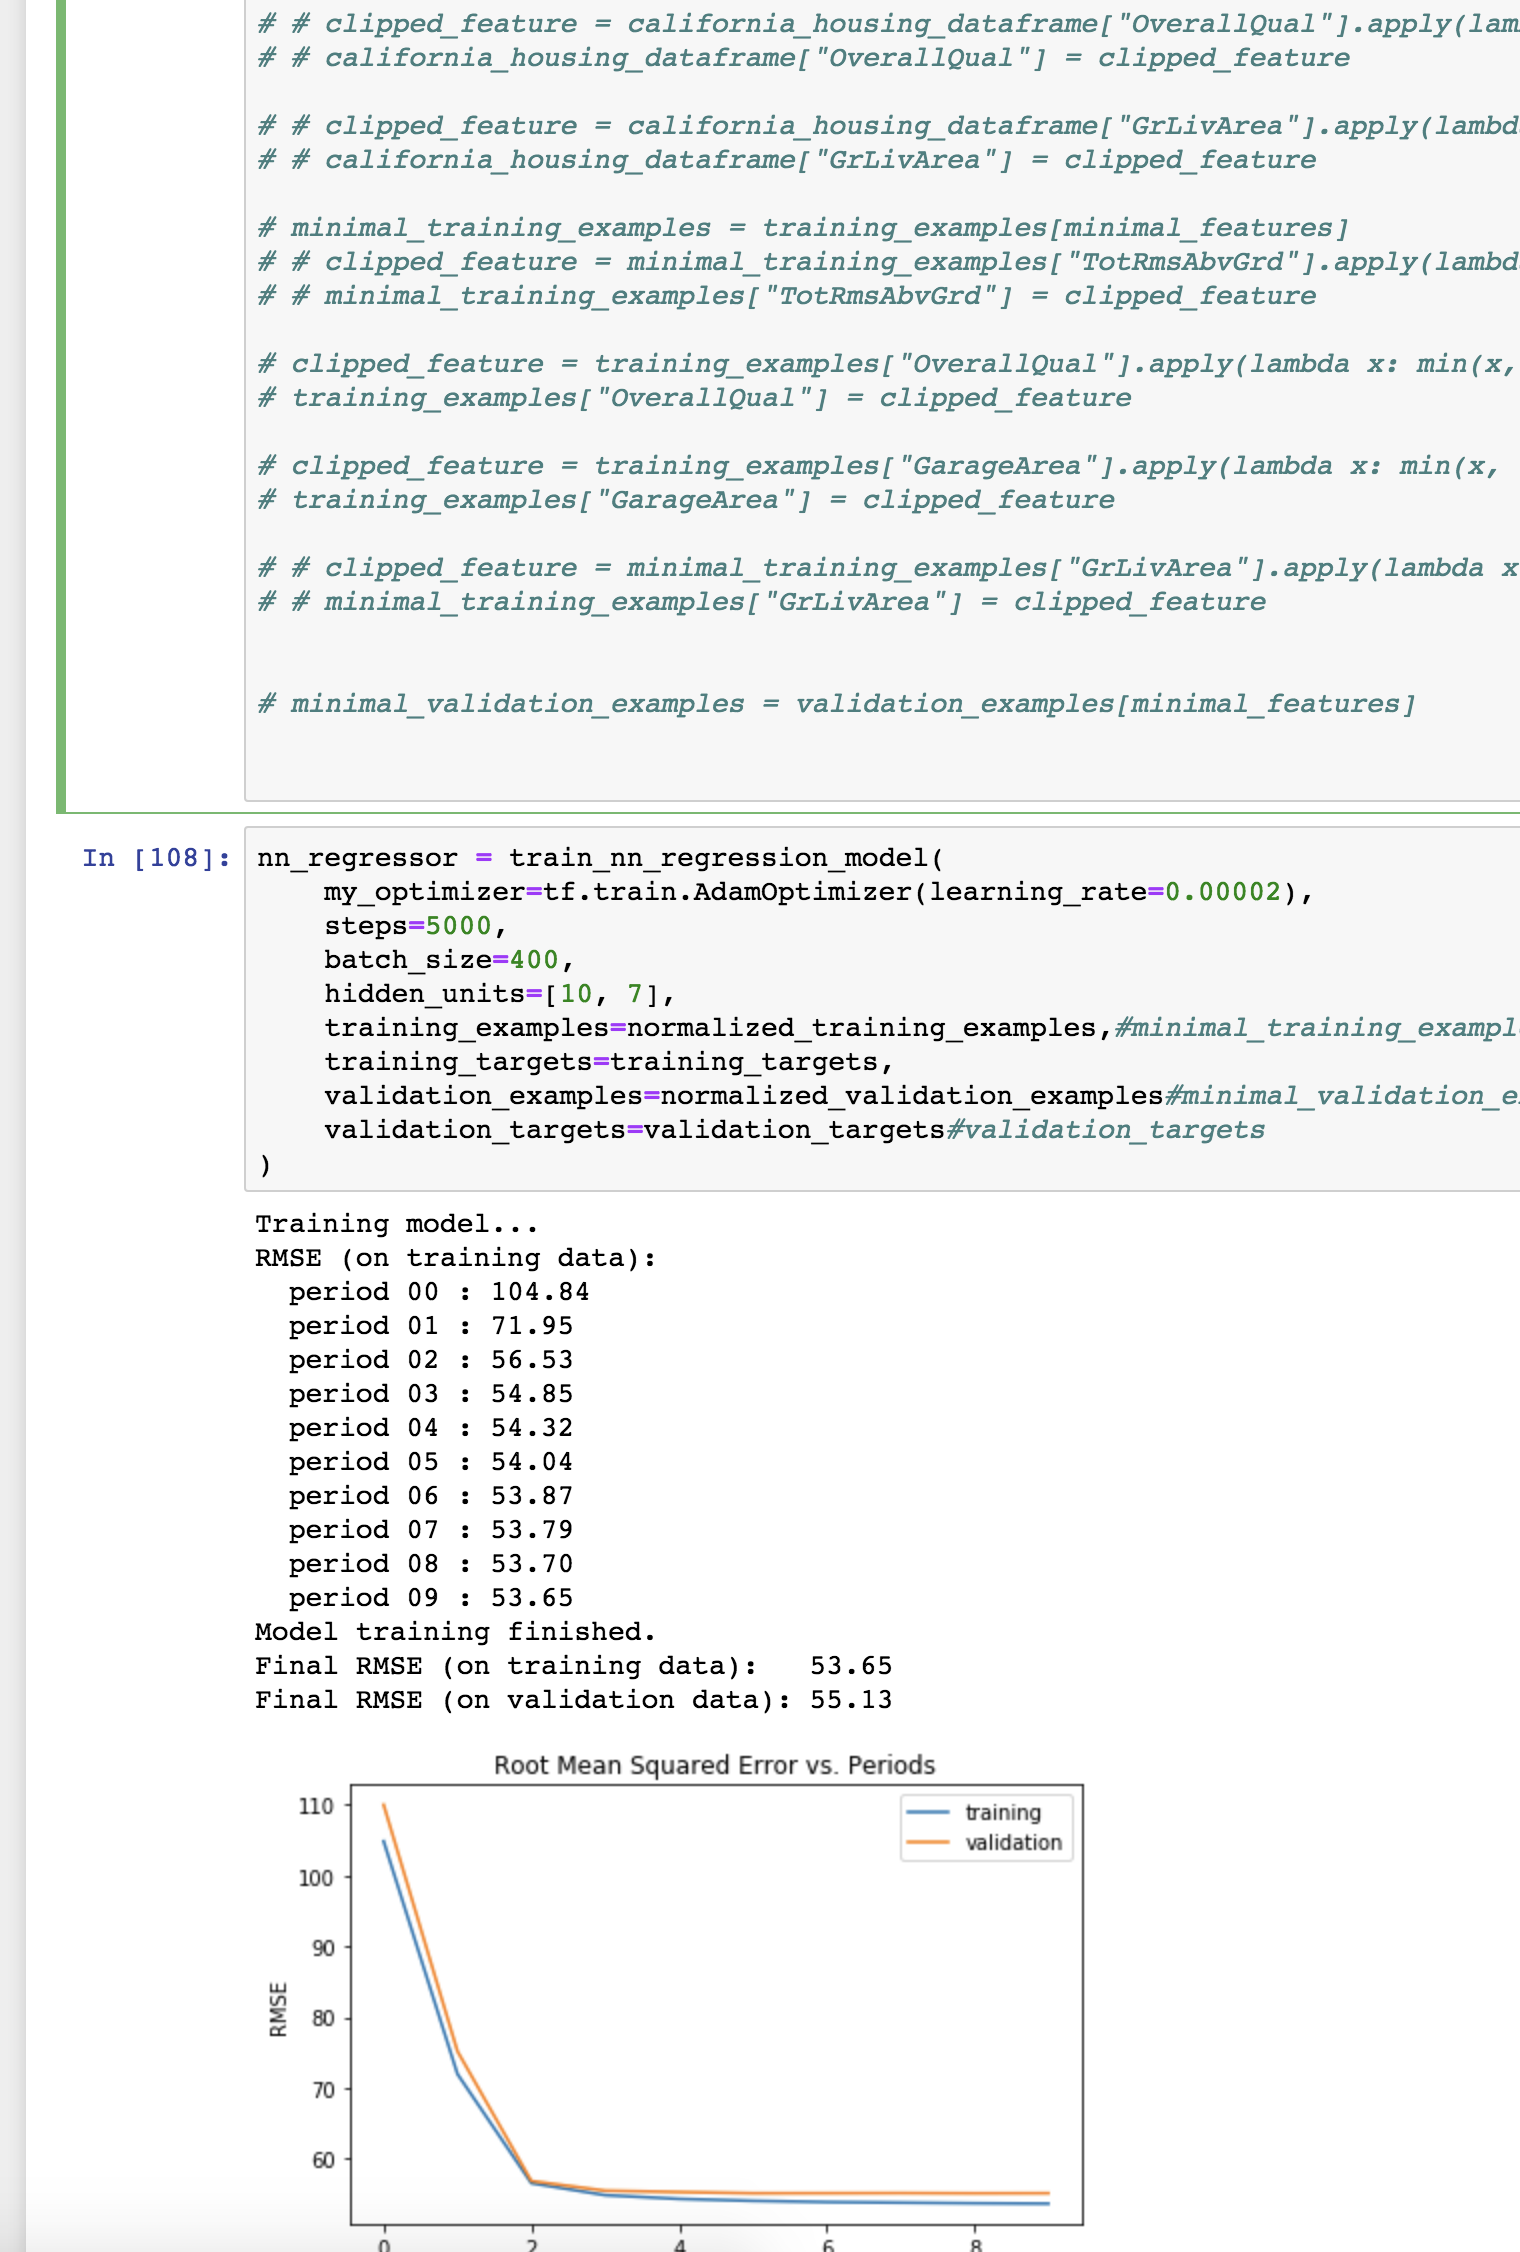 # # clipped_feature = california_housing_dataframe["OverallQual"].apply(lam
# # california_housing_dataframe["OverallQual"] = clipped_feature
# # clipped_feature = california_housing_dataframe["GrLivArea"].apply(lambd
# # california_housing_dataframe["GrLivArea"] = clipped_feature
# minimal_training_examples = training_examples[minimal_features]
# # clipped_feature = minimal_training_examples["TotRmsAbvGrd"].apply(lambd
# # minimal_training_examples["TotRmsAbvGrd"] = clipped_feature
# clipped_feature = training_examples["OverallQual"].apply(lambda x: min(x,
# training_examples["OverallQual"] = clipped_feature
# clipped_feature = training_examples["GarageArea"].apply(lambda x: min(x,
# training_examples["GarageArea"] = clipped_feature
# # clipped_feature = minimal_training_examples["GrLivArea"].apply(lambda x
# # minimal_training_examples["GrLivArea"] = clipped_feature
# minimal_validation_examples = validation_examples[minimal_features]
In [108]: nn_regressor = train_nn_regression_model(
my_optimizer=tf.train.AdamOptimizer(learning_rate=0.00002),
steps=5000,
batch_size=400,
hidden_units=[10, 7],
training_examples=normalized_training_examples,#minimal_training_exampl
training_targets=training_targets,
validation_examples=normalized_validation_examples#minimal_validation_e
validation_targets=validation_targets#validation_targets
)
Training model...
RMSE (on training data):
period 00 : 104.84
period 01 : 71.95
period 02 : 56.53
period 03 : 54.85
period 04 : 54.32
period 05 : 54.04
period 06 : 53.87
period 07 : 53.79
period 08 : 53.70
period 09 : 53.65
Model training finished.
Final RMSE (on training data):   53.65
Final RMSE (on validation data): 55.13
Root Mean Squared Error vs. Periods
training
validation
110
100
90
80
70
60
RMSE
0 2 4 6 8